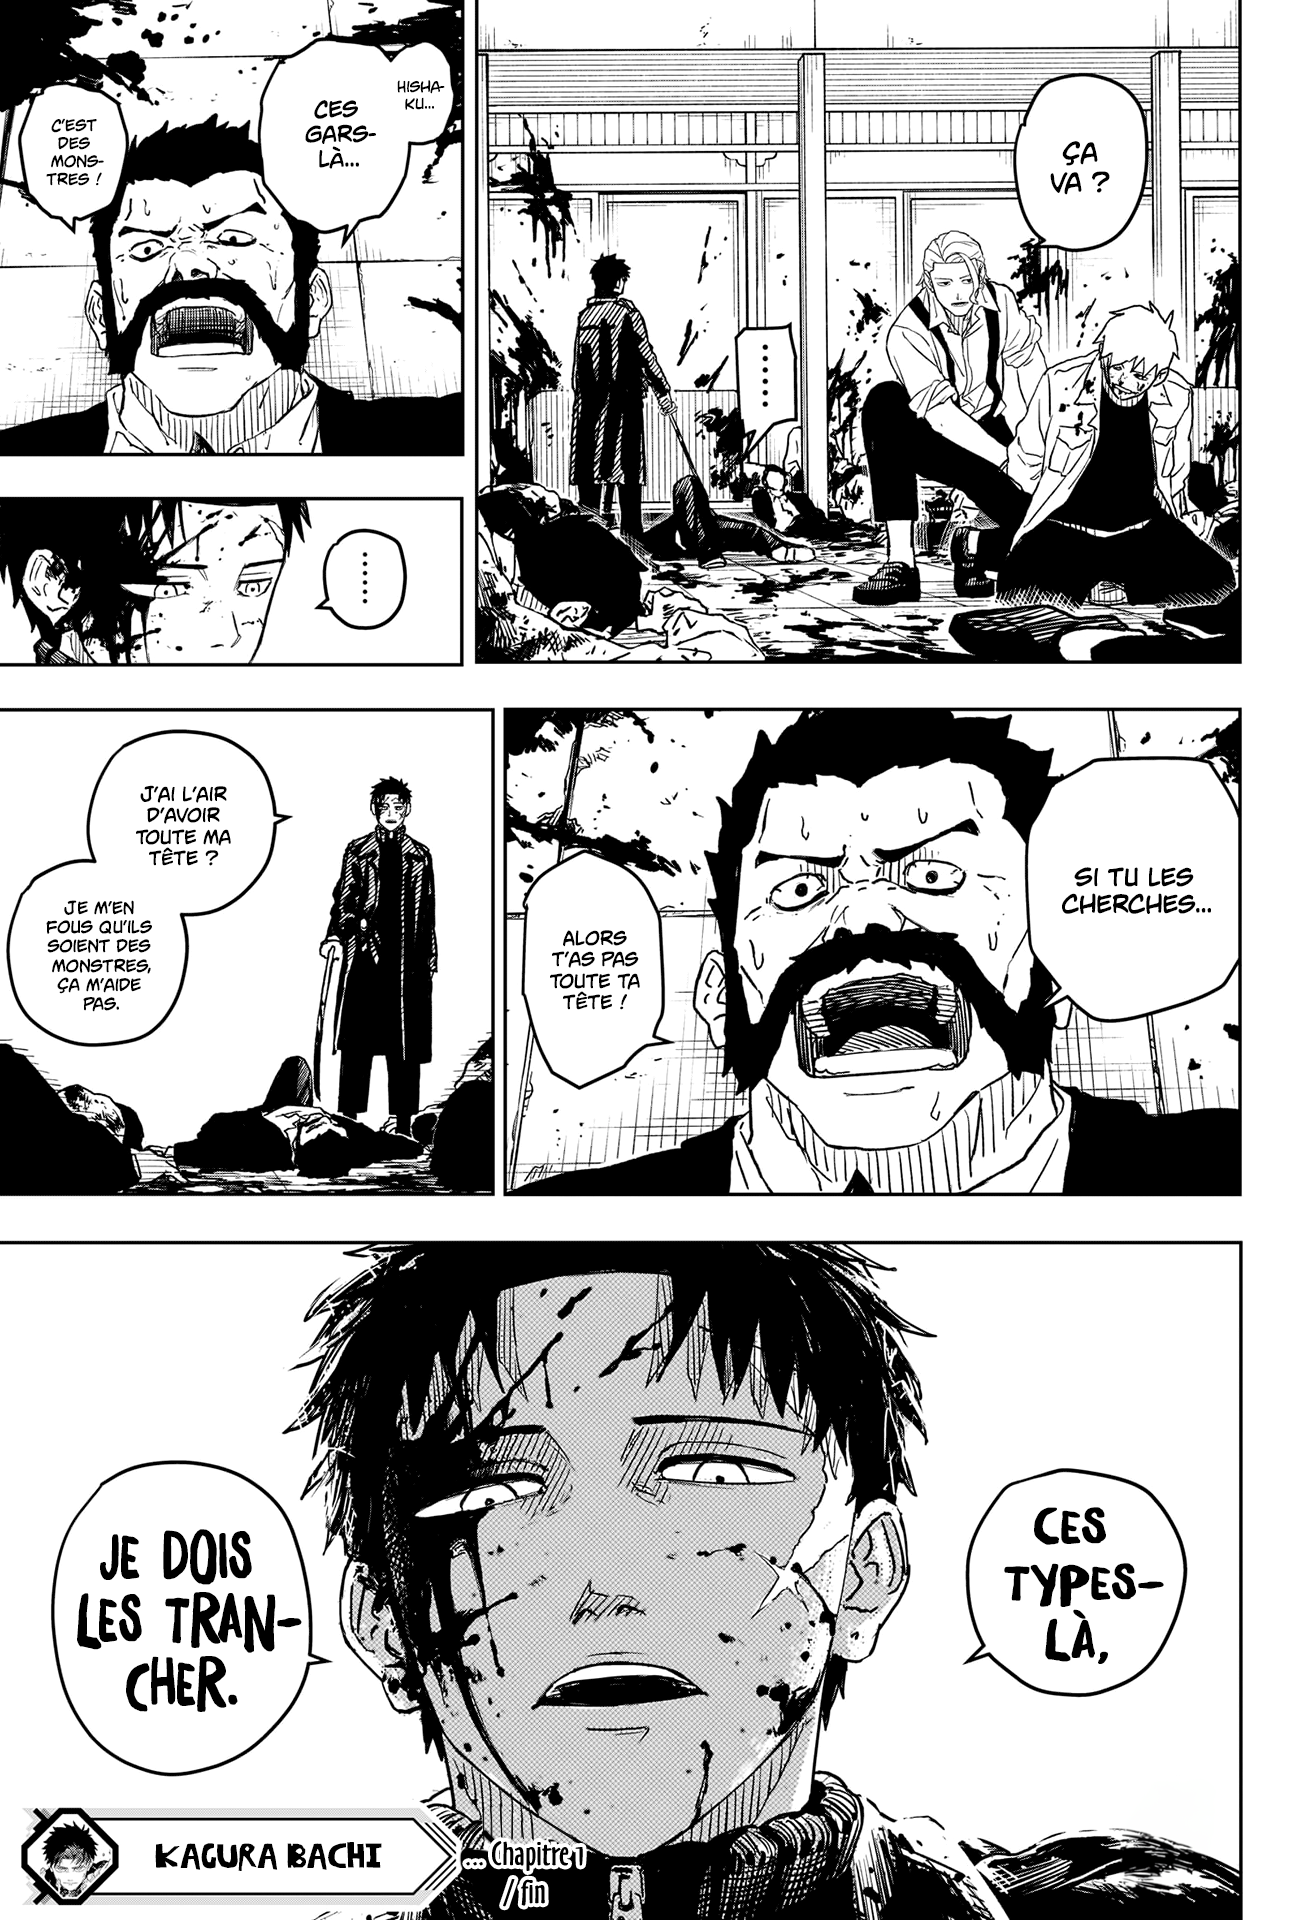 ÇA
VA ?
......
HISHA-
KU...
CES
GARS-
LÀ...
C'EST
DES
MONS-
TRES !
......
SI TU LES
CHERCHES...
ALORS
T'AS PAS
TOUTE TA
TÊTE !
J'AI L'AIR
D'AVOIR
TOUTE MA
TÊTE ?
JE M'EN
FOUS QU'ILS
SOIENT DES
MONSTRES,
ÇA M'AIDE
PAS.
CES
TYPES-
LÀ,
JE DOIS
LES TRAN-
CHER.
KAGURA BACHI
... Chapitre 1
/ fin